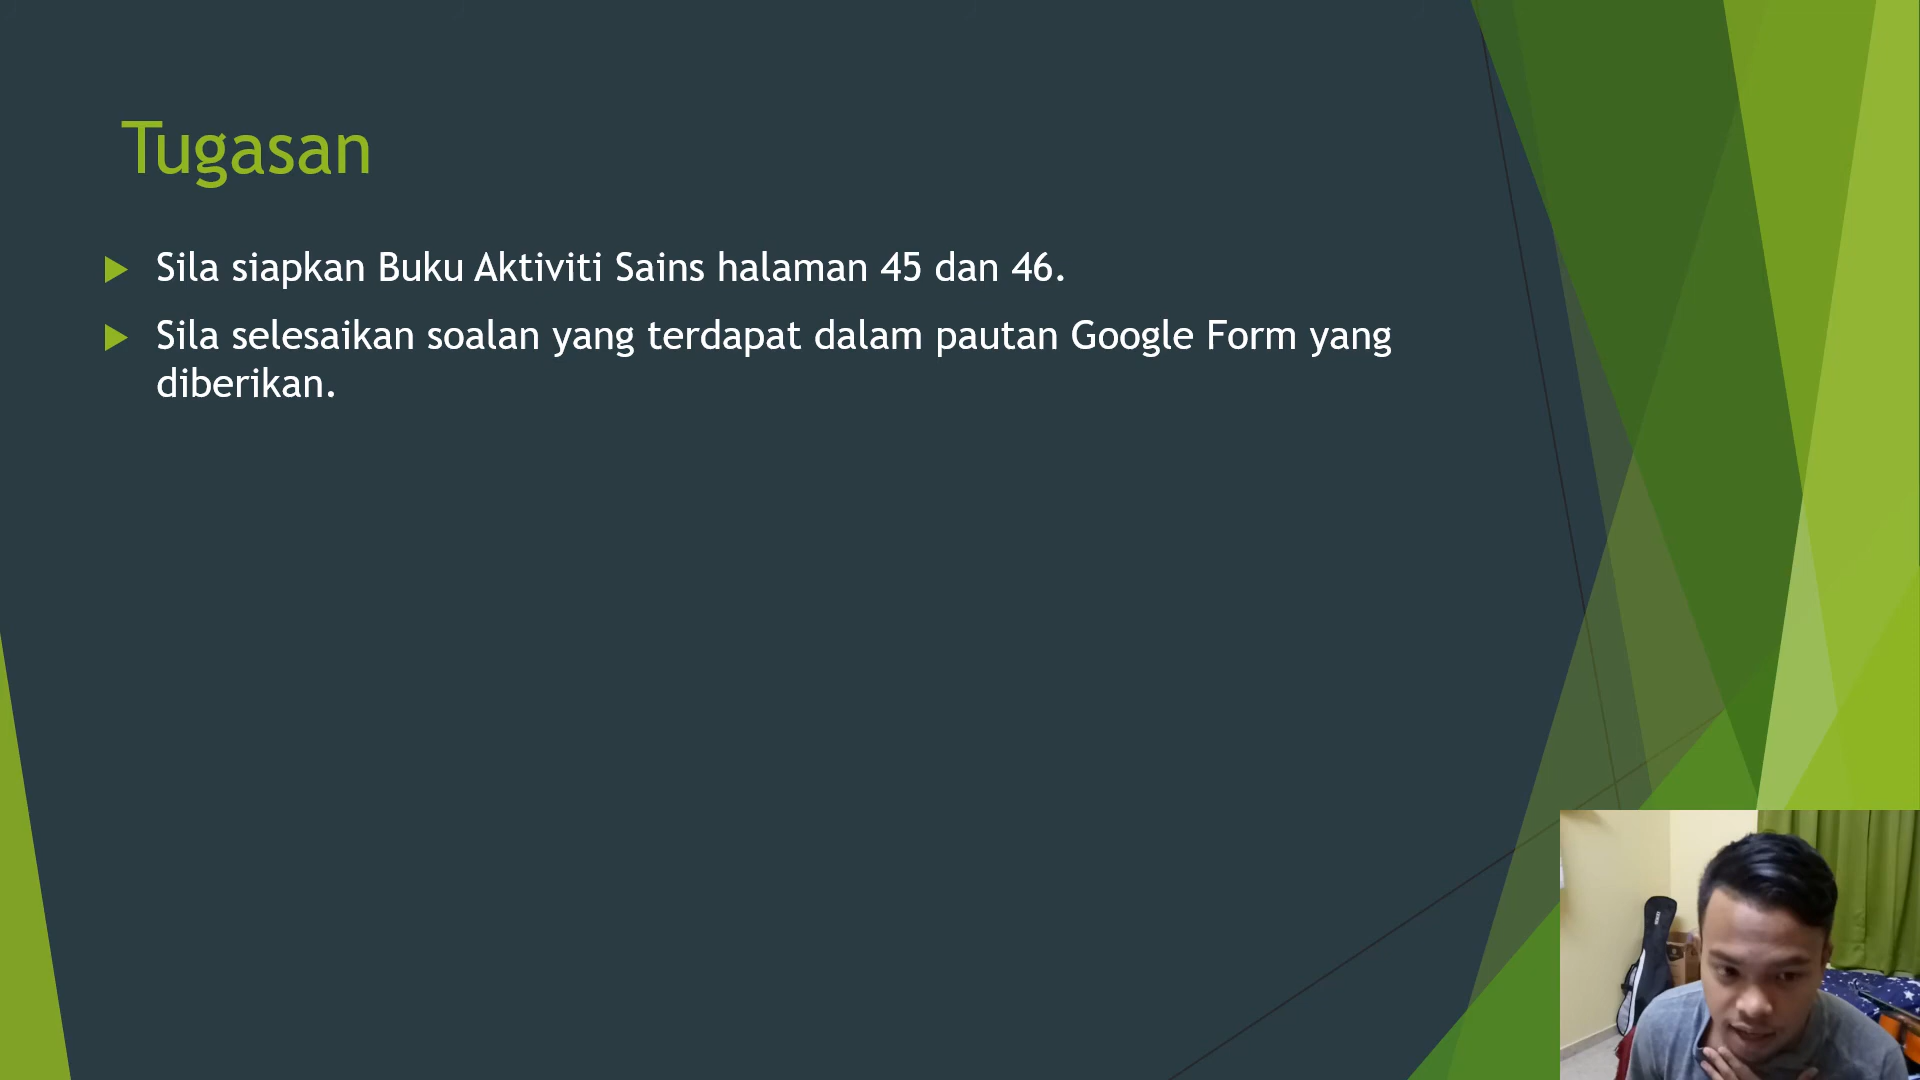 Tugasan
Sila siapkan Buku Aktiviti Sains halaman 45 dan 46.
Sila selesaikan soalan yang terdapat dalam pautan Google Form yang
diberikan.